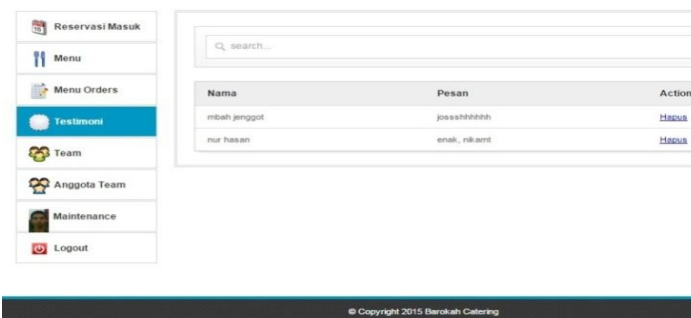 Reservasi Masuk
Menu
Menu Orders
Testimoni
Team
Anggota Team
Maintenance
Logout
search...
Nama Pesan Action
mbah jenggot jossshhhhhh Hapus
nur hasan enak, nikamt Hapus
© Copyright 2015 Barokah Catering